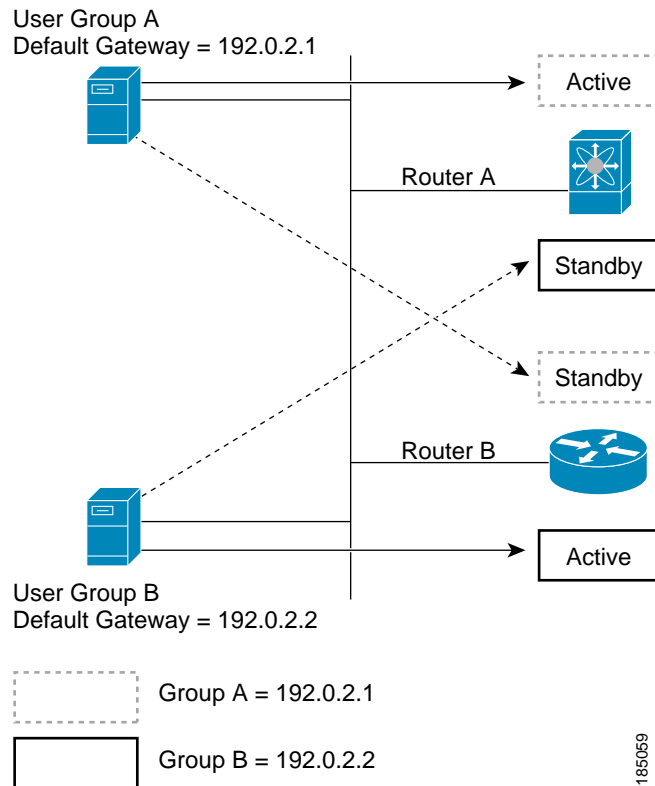 User Group A
Default Gateway = 192.0.2.1
Active
Router A
Standby
Standby
Router B
Active
User Group B
Default Gateway = 192.0.2.2
Group A = 192.0.2.1
Group B = 192.0.2.2
185059